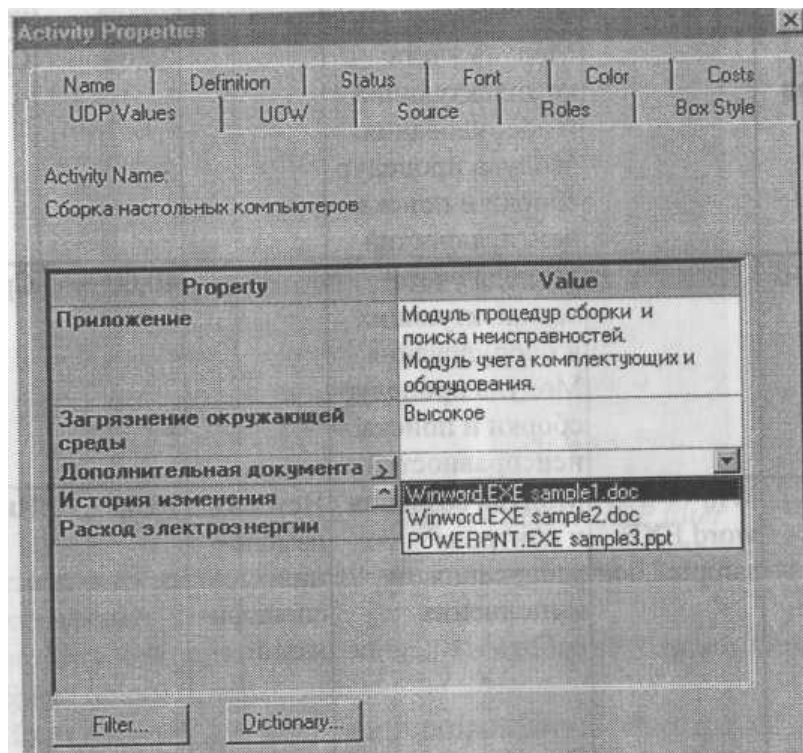 Activity Properties
Name Definition Status Font Color Costs
UDP Values UOW Source Roles Box Style
Activity Name:
Сборка настольных компьютеров
Property Value
Приложение Модуль процедур сборки и
поиска неисправностей.
Модуль учета комплектующих и
оборудования.
Загрязнение окружающей Высокое
среды
Дополнительная документа >
История изменения Winword.EXE sample1.doc
Winword.EXE sample2.doc
Расход электроэнергии POWERPNT.EXE sample3.ppt
Filter... Dictionary...